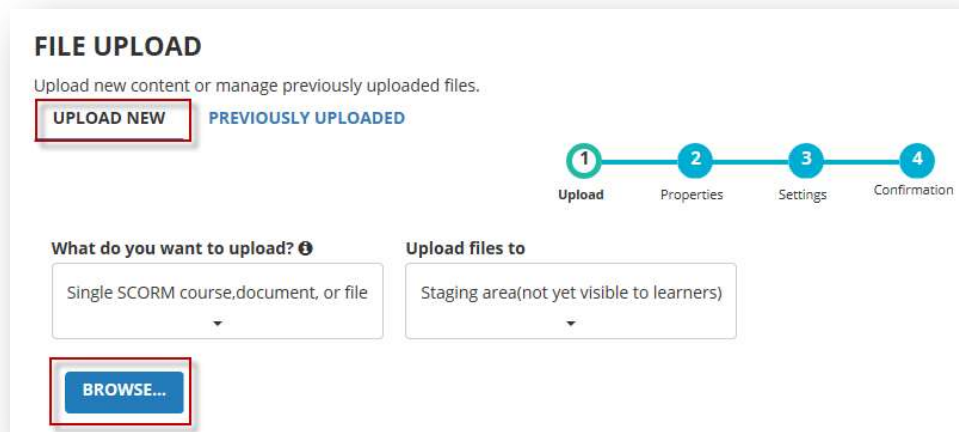 FILE UPLOAD
Upload new content or manage previously uploaded files.
UPLOAD NEW PREVIOUSLY UPLOADED
1 2 3 4
Upload Properties Settings Confirmation
What do you want to upload? Upload files to
Single SCORM course,document, or file Staging area(not yet visible to learners)
BROWSE...